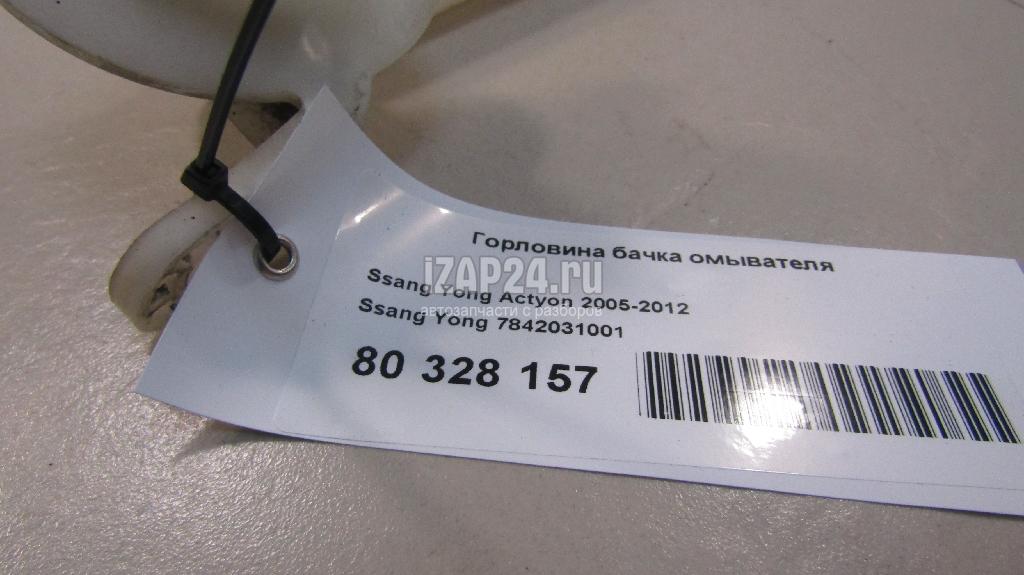 Горловина бачка омывателя
iZAP24.ru
Ssang Yong Actyon 2005-2012
автозапчасти с разборов
Ssang Yong 7842031001
80 328 157